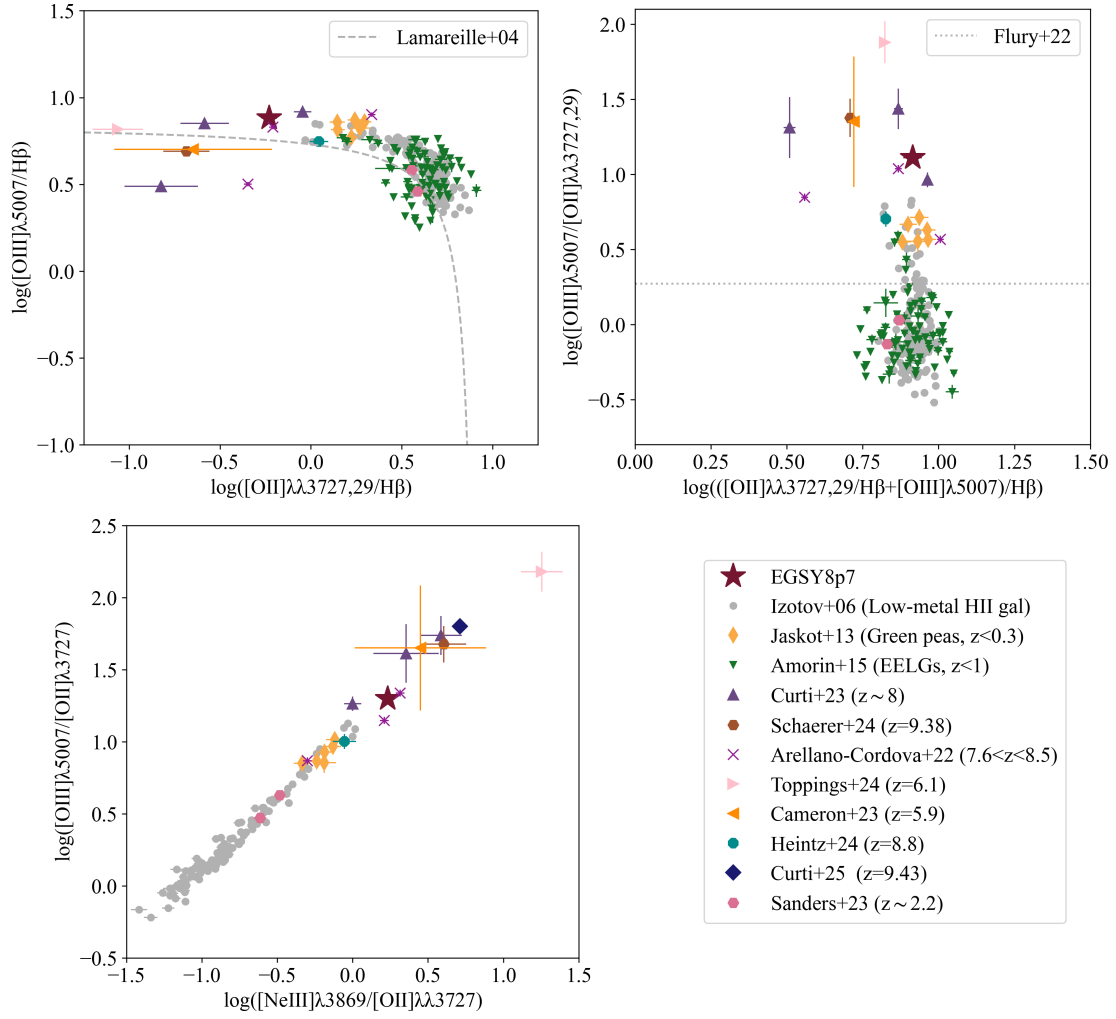 1.5
1.0
0.5
0.0
−0.5
−1.0
log([OIII]λ5007/Hβ)
Lamareille+04
−1.0 −0.5 0.0 0.5 1.0
log([OII]λλ3727,29/Hβ)
2.0
1.5
1.0
0.5
0.0
−0.5
log([OIII]λ5007/[OII]λλ3727,29)
Flury+22
0.00 0.25 0.50 0.75 1.00 1.25 1.50
log(([OII]λλ3727,29/Hβ+[OIII]λ5007)/Hβ)
2.5
2.0
1.5
1.0
0.5
0.0
−0.5
log([OIII]λ5007/[OII]λ3727)
−1.5 −1.0 −0.5 0.0 0.5 1.0 1.5
log([NeIII]λ3869/[OII]λλ3727)
EGSY8p7
Izotov+06 (Low-metal HII gal)
Jaskot+13 (Green peas, z<0.3)
Amorin+15 (EELGs, z<1)
Curti+23 (z∼8)
Schaerer+24 (z=9.38)
Arellano-Cordova+22 (7.6<z<8.5)
Toppings+24 (z=6.1)
Cameron+23 (z=5.9)
Heintz+24 (z=8.8)
Curti+25 (z=9.43)
Sanders+23 (z∼2.2)